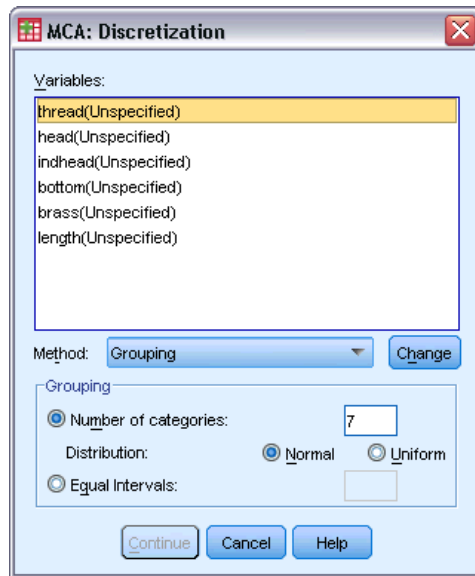 MCA: Discretization
Variables:
thread(Unspecified)
head(Unspecified)
indhead(Unspecified)
bottom(Unspecified)
brass(Unspecified)
length(Unspecified)
Method: Grouping Change
Grouping
Number of categories: 7
Distribution: Normal Uniform
Equal Intervals:
Continue Cancel Help